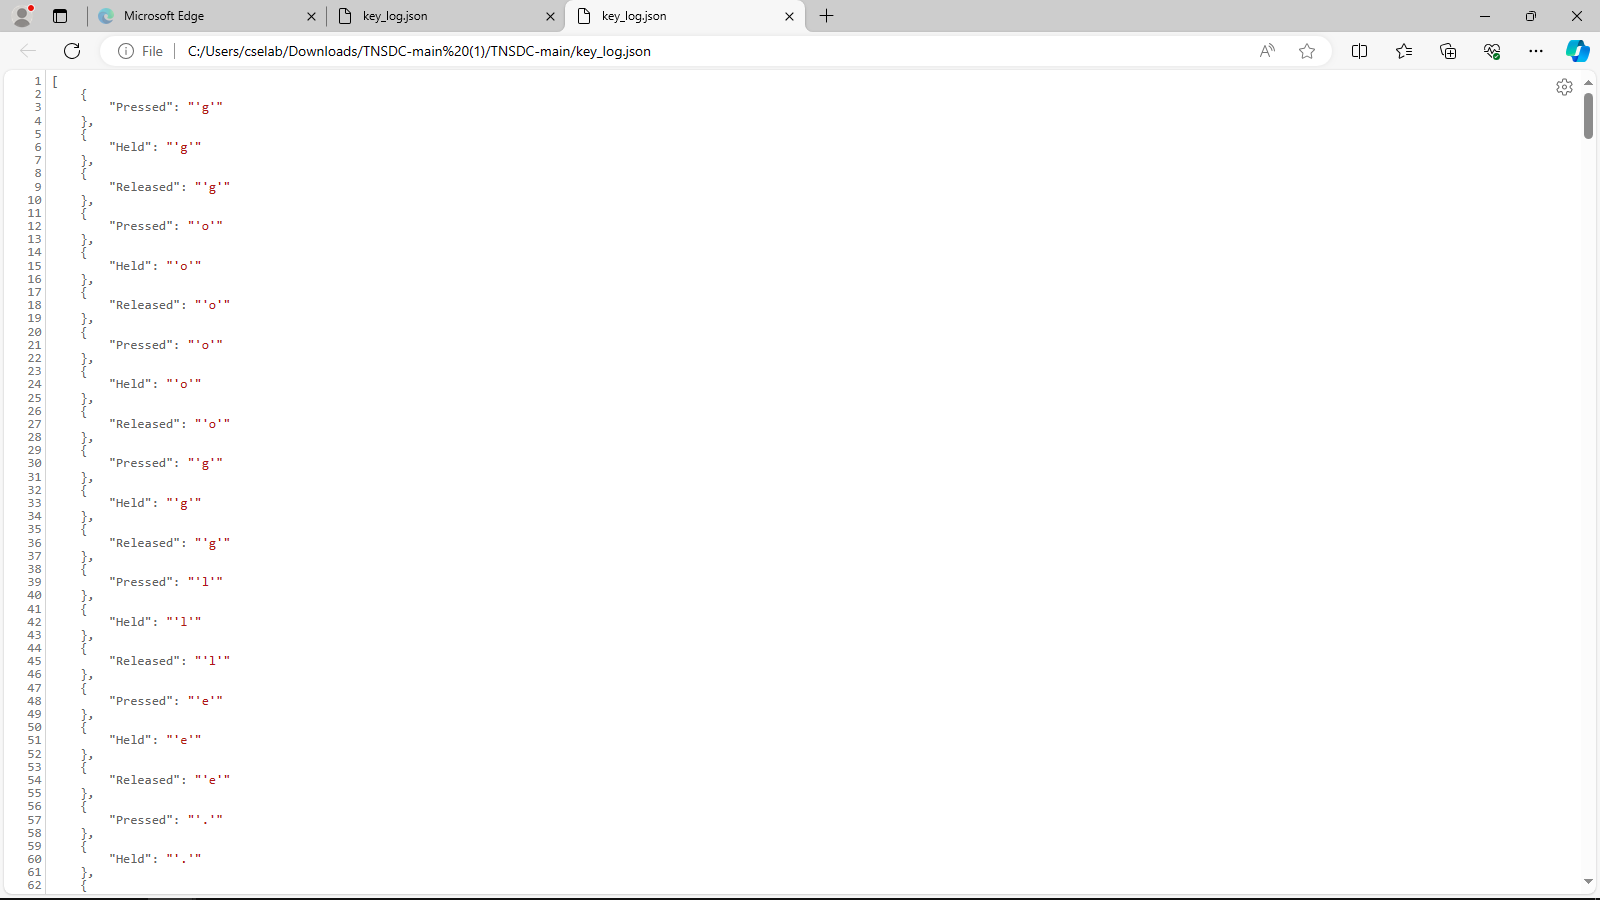 Microsoft Edge
key_log.json
key_log.json
File
C:/Users/cselab/Downloads/TNSDC-main%20(1)/TNSDC-main/key_log.json
1 [
2 {
3 "Pressed": "'g'"
4 },
5 {
6 "Held": "'g'"
7 },
8 {
9 "Released": "'g'"
10 },
11 {
12 "Pressed": "'o'"
13 },
14 {
15 "Held": "'o'"
16 },
17 {
18 "Released": "'o'"
19 },
20 {
21 "Pressed": "'o'"
22 },
23 {
24 "Held": "'o'"
25 },
26 {
27 "Released": "'o'"
28 },
29 {
30 "Pressed": "'g'"
31 },
32 {
33 "Held": "'g'"
34 },
35 {
36 "Released": "'g'"
37 },
38 {
39 "Pressed": "'l'"
40 },
41 {
42 "Held": "'l'"
43 },
44 {
45 "Released": "'l'"
46 },
47 {
48 "Pressed": "'e'"
49 },
50 {
51 "Held": "'e'"
52 },
53 {
54 "Released": "'e'"
55 },
56 {
57 "Pressed": "'.'"
58 },
59 {
60 "Held": "'.'"
61 },
62 {